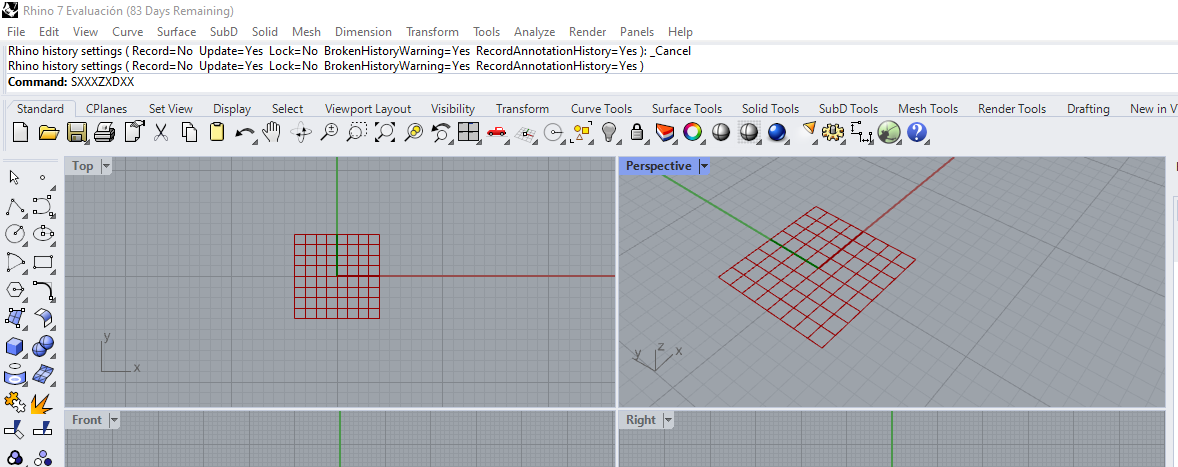 Rhino 7 Evaluación (83 Days Remaining)
File Edit View Curve Surface SubD Solid Mesh Dimension Transform Tools Analyze Render Panels Help
Rhino history settings ( Record=No Update=Yes Lock=No BrokenHistoryWarning=Yes RecordAnnotationHistory=Yes ): _Cancel
Rhino history settings ( Record=No Update=Yes Lock=No BrokenHistoryWarning=Yes RecordAnnotationHistory=Yes )
Command: SXXXZXDXX
Standard CPlanes Set View Display Select Viewport Layout Visibility Transform Curve Tools Surface Tools Solid Tools SubD Tools Mesh Tools Render Tools Drafting New in V
Top
Perspective
y
x
y z x
Front
Right